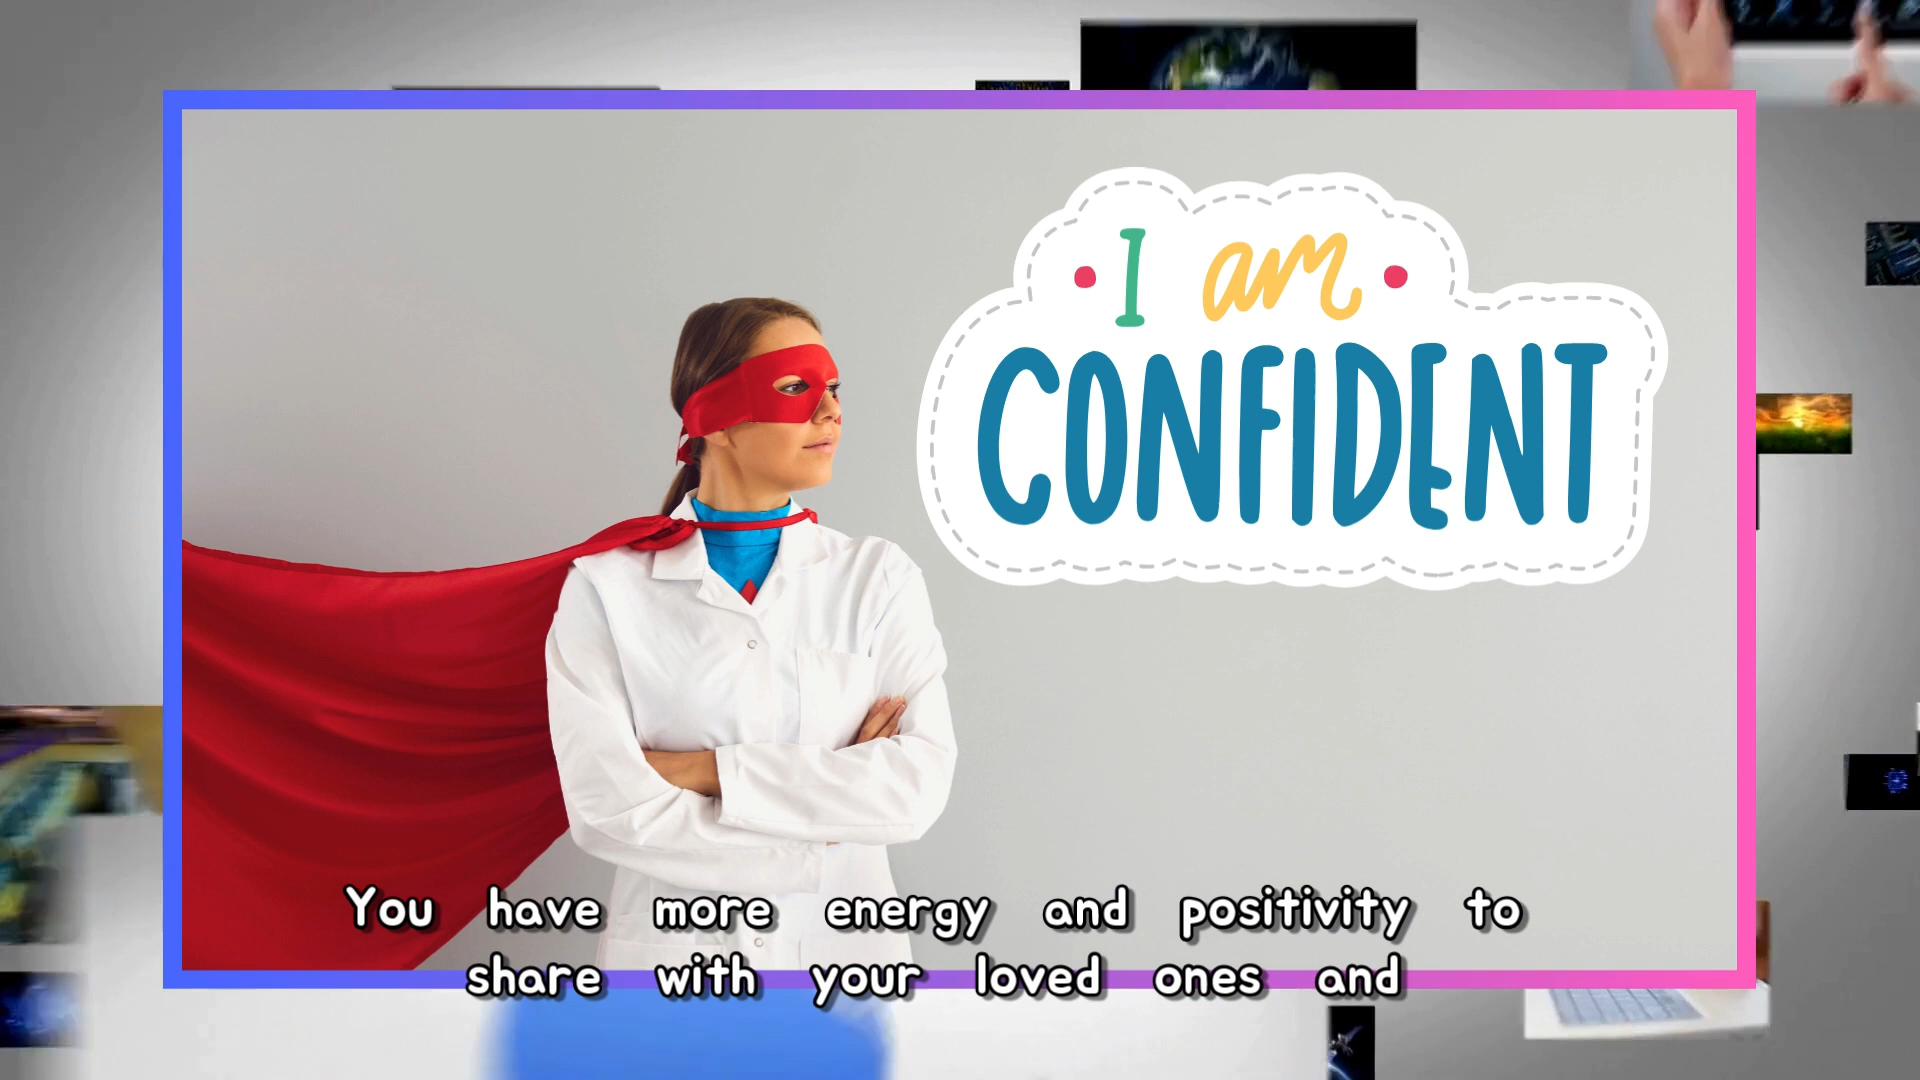 I am
CONFIDENT
You have more energy and positivity to
share with your loved ones and